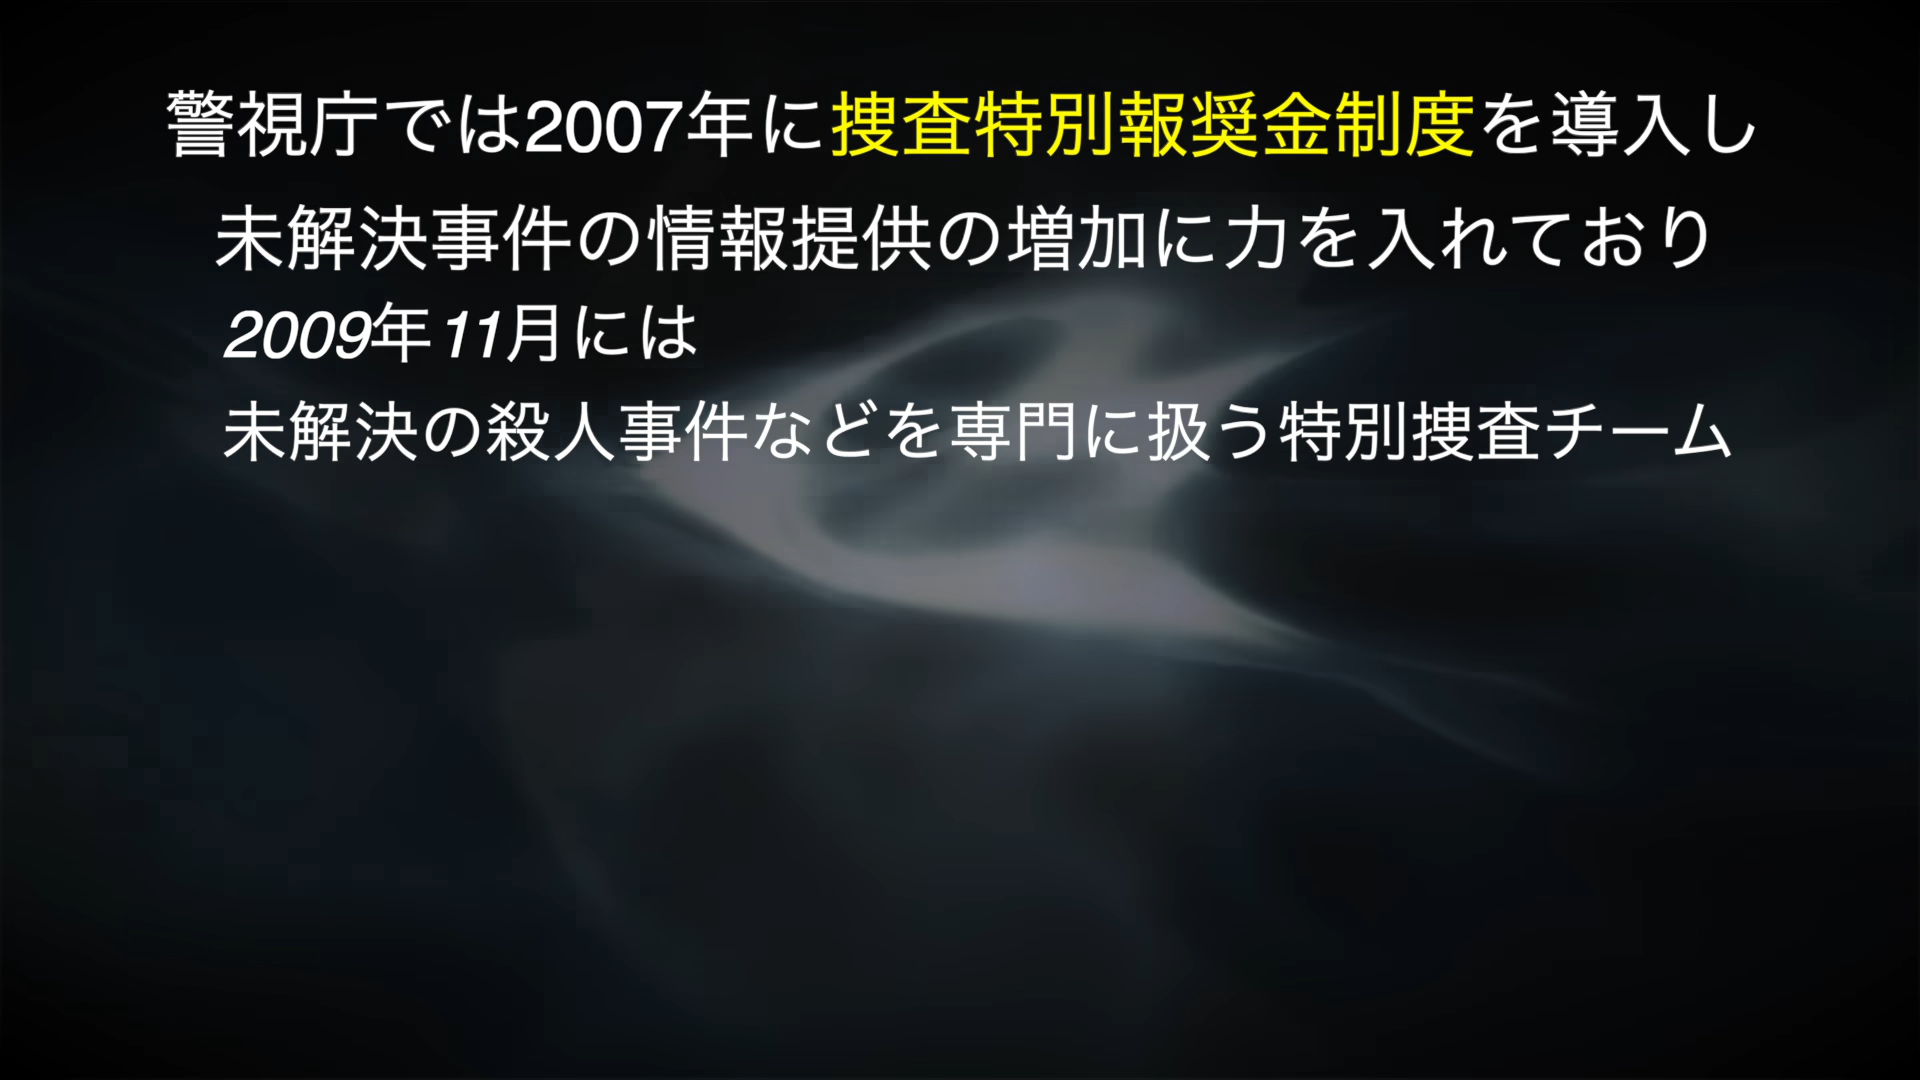 警視庁では2007年に捜査特別報奨金制度を導入し
未解決事件の情報提供の増加に力を入れており
2009年11月には
未解決の殺人事件などを専門に扱う特別捜査チーム